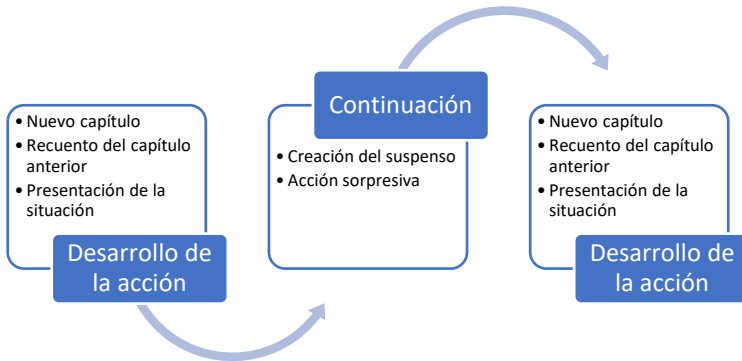 • Nuevo capítulo
• Recuento del capítulo
anterior
• Presentación de la
situación
Desarrollo de
la acción
Continuación
• Creación del suspenso
• Acción sorpresiva
• Nuevo capítulo
• Recuento del capítulo
anterior
• Presentación de la
situación
Desarrollo de
la acción